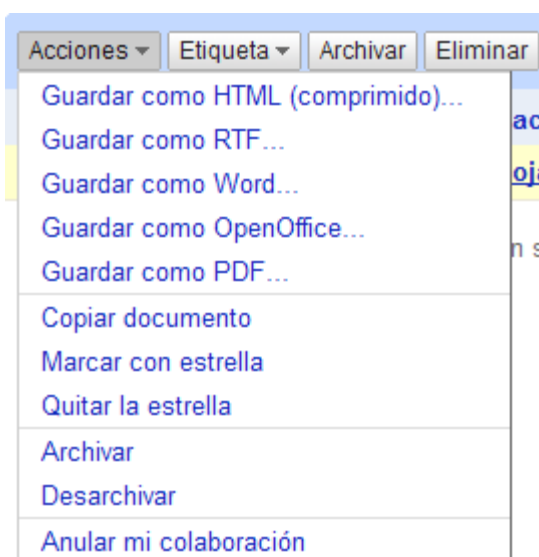 Acciones Etiqueta Archivar Eliminar
Guardar como HTML (comprimido)...
Guardar como RTF...
Guardar como Word...
Guardar como OpenOffice...
Guardar como PDF...
Copiar documento
Marcar con estrella
Quitar la estrella
Archivar
Desarchivar
Anular mi colaboración